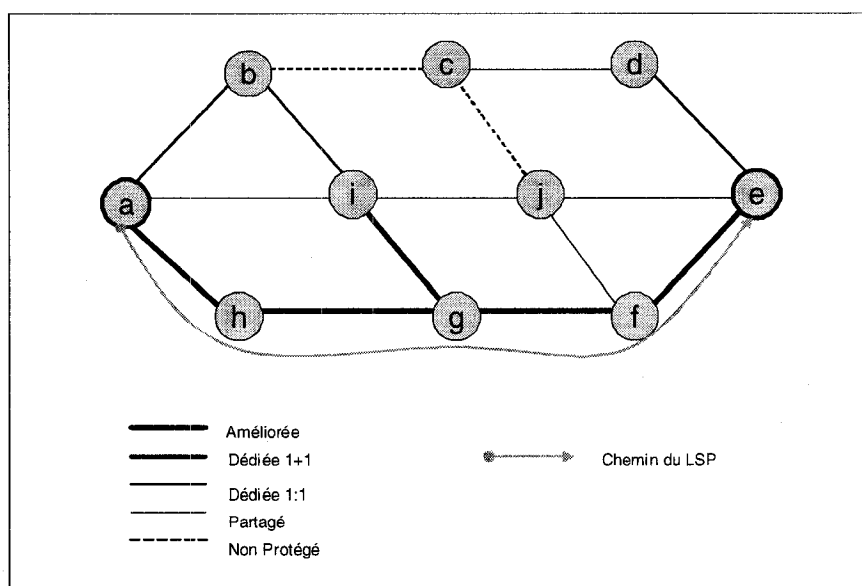 b c d
a i j e
h g f
Améliorée
Dédiée 1+1
Chemin du LSP
Dédiée 1:1
Partagé
Non Protégé